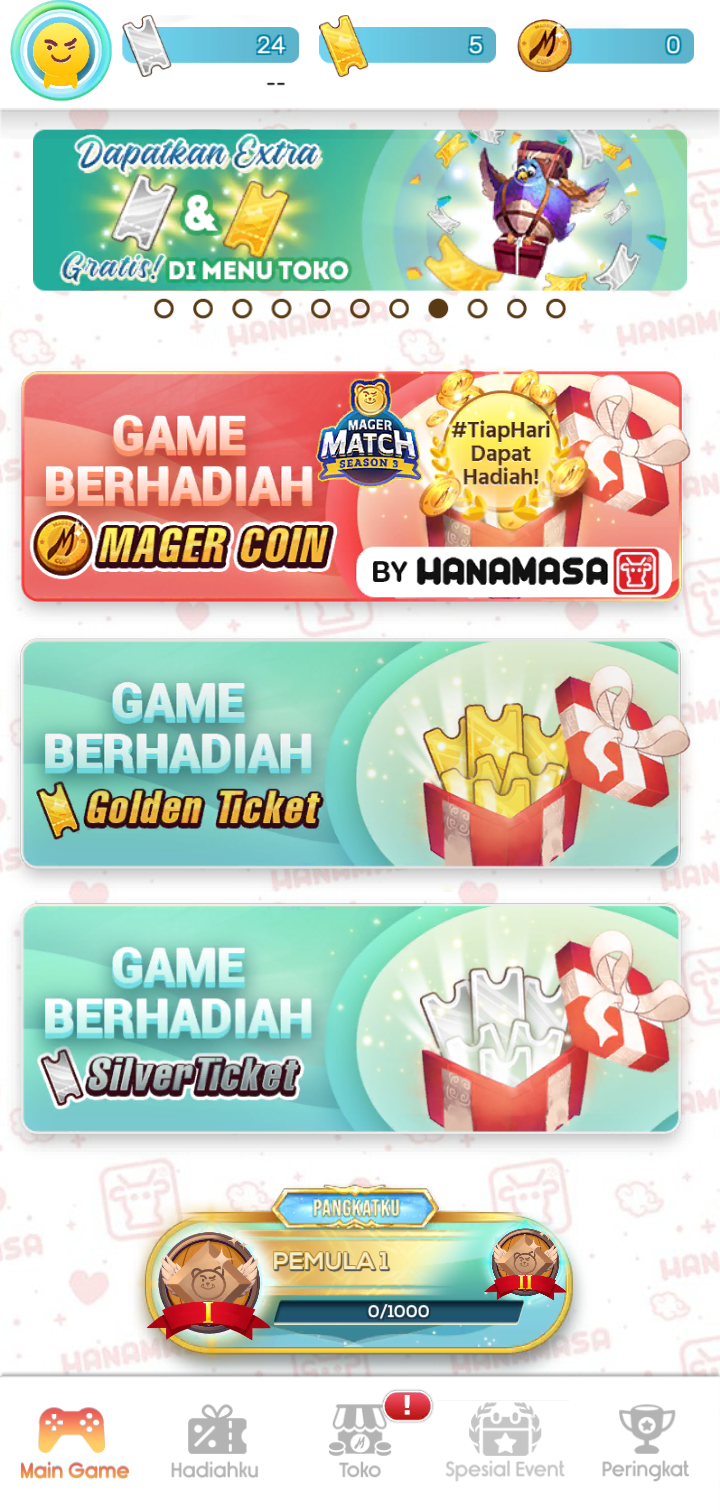 24
5
0
--
Dapatkan Extra
&
Gratis! DI MENU TOKO
GAME
BERHADIAH
MAGER COIN
MAGER
MATCH
SEASON 3
#TiapHari
Dapat
Hadiah!
BY HANAMASA
GAME
BERHADIAH
Golden Ticket
GAME
BERHADIAH
Silver Ticket
PANGKATKU
PEMULA 1
I
II
0/1000
!
Main Game
Hadiahku
Toko
Spesial Event
Peringkat